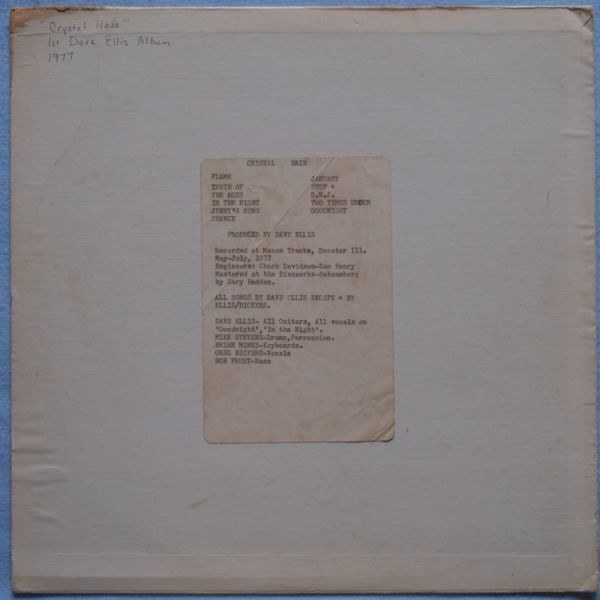 "Crystal Haze"
1st Dave Ellis Album
1977
CRYSTAL HAZE
FLAME
TRUTH OF
THE AGES
IN THE NIGHT
JENNY'S SONG
CHANCE
JANUARY
STOP *
D.N.J.
TWO TIMES UNDER
GOODNIGHT
PRODUCED BY DAVE ELLIS
Recorded at Macon Tracks, Decatur Ill.
May-July, 1977
Engineers: Chuck Davidson-Dan Henry
Mastered at the Discwerks-Schaumberg
by Gary Hedden.
ALL SONGS BY DAVE ELLIS EXCEPT * BY
ELLIS/RICKERS.
DAVE ELLIS- All Guitars, All vocals on
'Goodnight','In the Night'.
MIKE STEVENS-Drums,Percussion.
BRIAN MINKS-Keyboards.
GREG RICKERS-Vocals
BOB FRUST-Bass